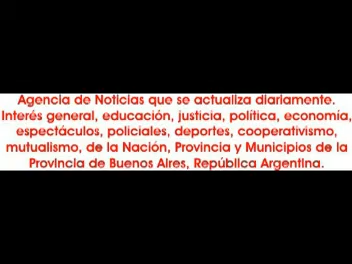 Agencia de Noticias que se actualiza diariamente.
Interés general, educación, justicia, política, economía,
espectáculos, policiales, deportes, cooperativismo,
mutualismo, de la Nación, Provincia y Municipios de la
Provincia de Buenos Aires, República Argentina.